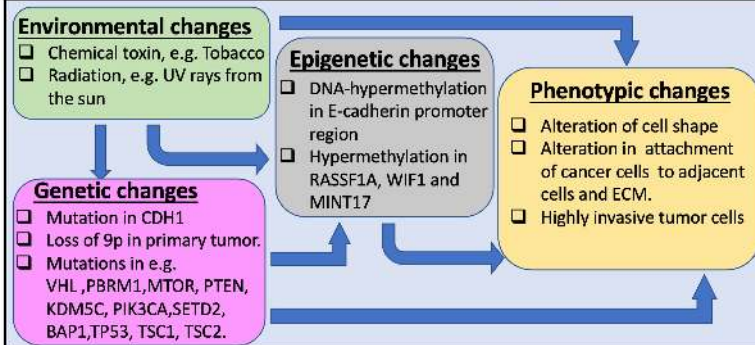 Environmental changes
Chemical toxin, e.g. Tobacco
Radiation, e.g. UV rays from
the sun
Epigenetic changes
DNA-hypermethylation
in E-cadherin promoter
region
Hypermethylation in
RASSF1A, WIF1 and
MINT17
Phenotypic changes
Alteration of cell shape
Alteration in attachment
of cancer cells to adjacent
cells and ECM.
Highly invasive tumor cells
Genetic changes
Mutation in CDH1
Loss of 9p in primary tumor.
Mutations in e.g.
VHL ,PBRM1,MTOR, PTEN,
KDM5C, PIK3CA,SETD2,
BAP1,TP53, TSC1, TSC2.